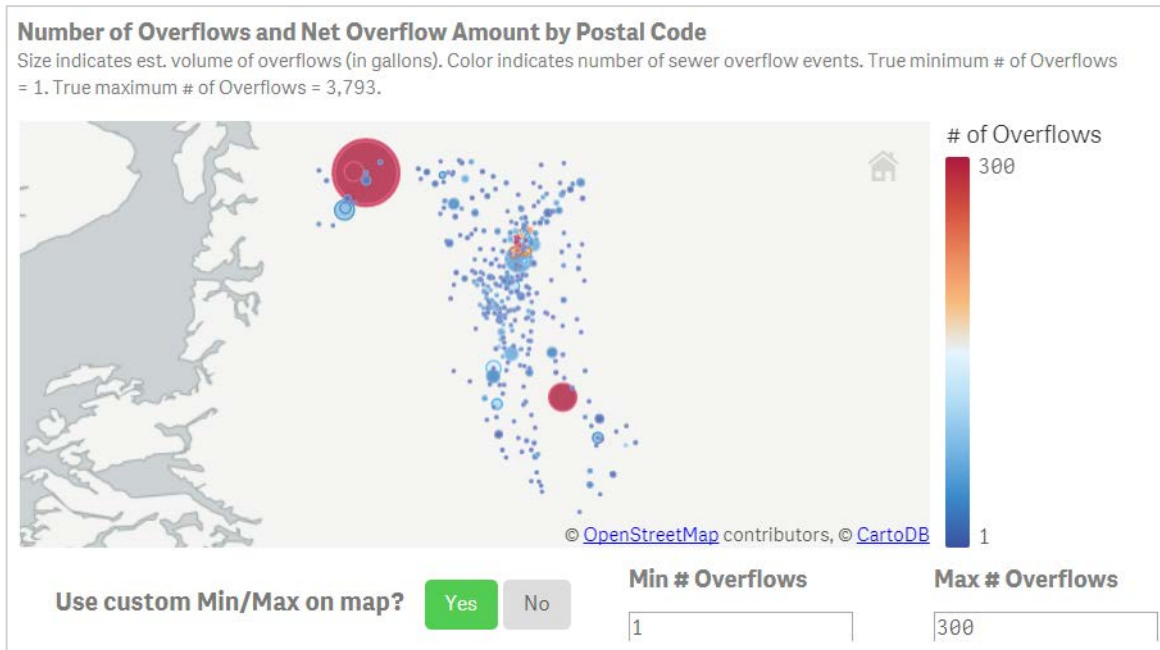 Number of Overflows and Net Overflow Amount by Postal Code
Size indicates est. volume of overflows (in gallons). Color indicates number of sewer overflow events. True minimum # of Overflows
= 1. True maximum # of Overflows = 3,793.
# of Overflows
300
1
© OpenStreetMap contributors, © CartoDB
Use custom Min/Max on map?
Yes
No
Min # Overflows
1
Max # Overflows
300